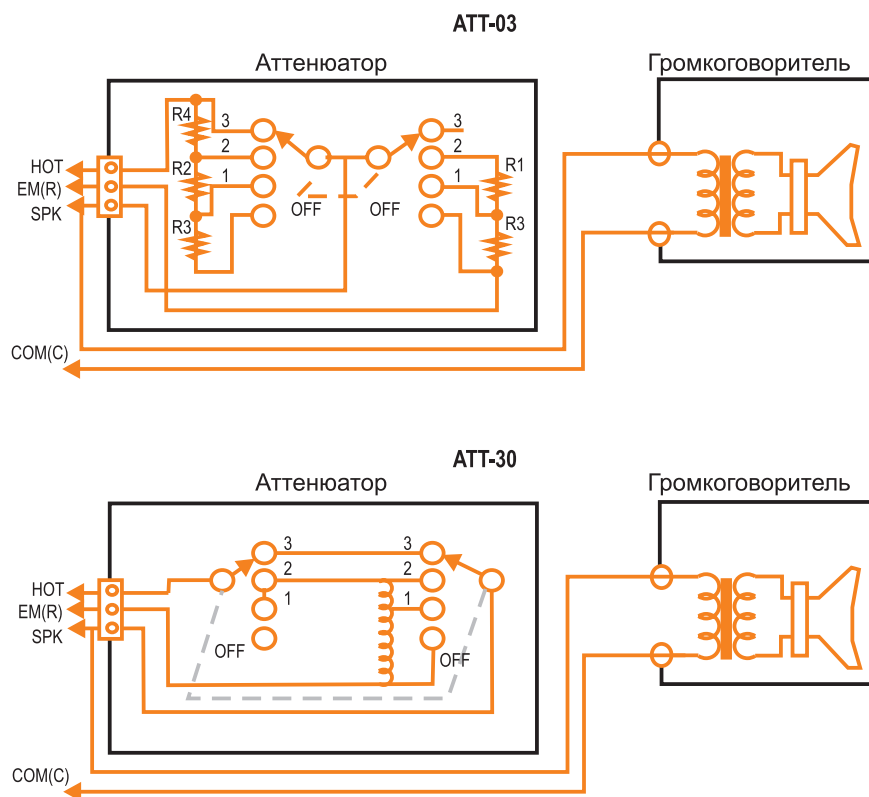 ATT-03
Аттенюатор
Громкоговоритель
R4
3
3
2
2
HOT
R2
R1
EM(R)
1
1
SPK
OFF
OFF
R3
R3
COM(C)
ATT-30
Аттенюатор
Громкоговоритель
3
3
2
2
HOT
1
1
EM(R)
SPK
OFF
OFF
COM(C)